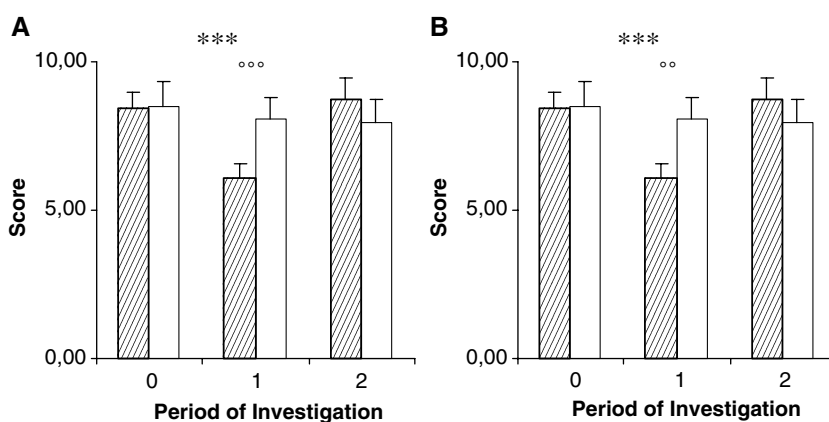 A
***
°°°
10,00
5,00
0,00
Score
0
1
2
Period of Investigation
B
***
°°
10,00
5,00
0,00
Score
0
1
2
Period of Investigation